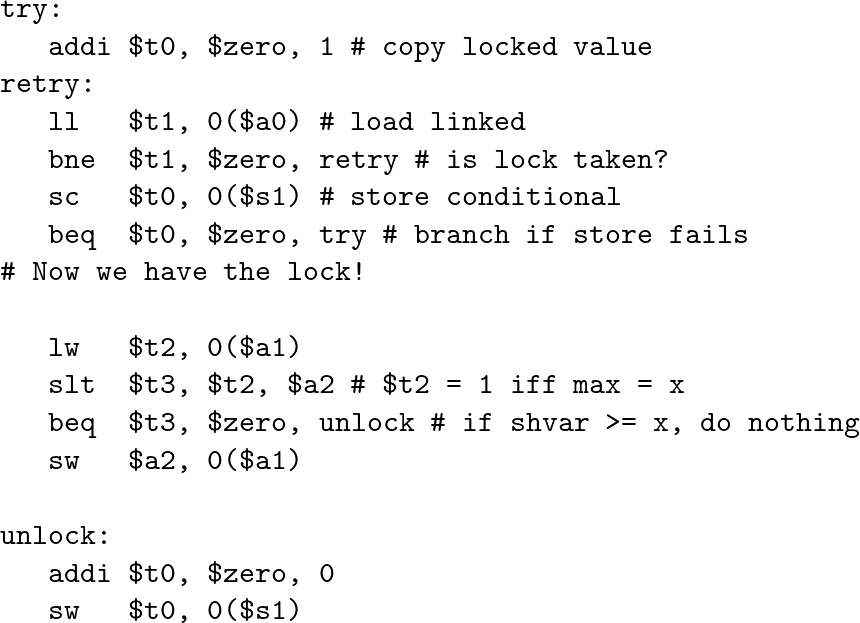 try:
   addi $t0, $zero, 1 # copy locked value
retry:
   ll   $t1, 0($a0) # load linked
   bne  $t1, $zero, retry # is lock taken?
   sc   $t0, 0($s1) # store conditional
   beq  $t0, $zero, try # branch if store fails
# Now we have the lock!

   lw   $t2, 0($a1)
   slt  $t3, $t2, $a2 # $t2 = 1 iff max = x
   beq  $t3, $zero, unlock # if shvar >= x, do nothing
   sw   $a2, 0($a1)

unlock:
   addi $t0, $zero, 0
   sw   $t0, 0($s1)